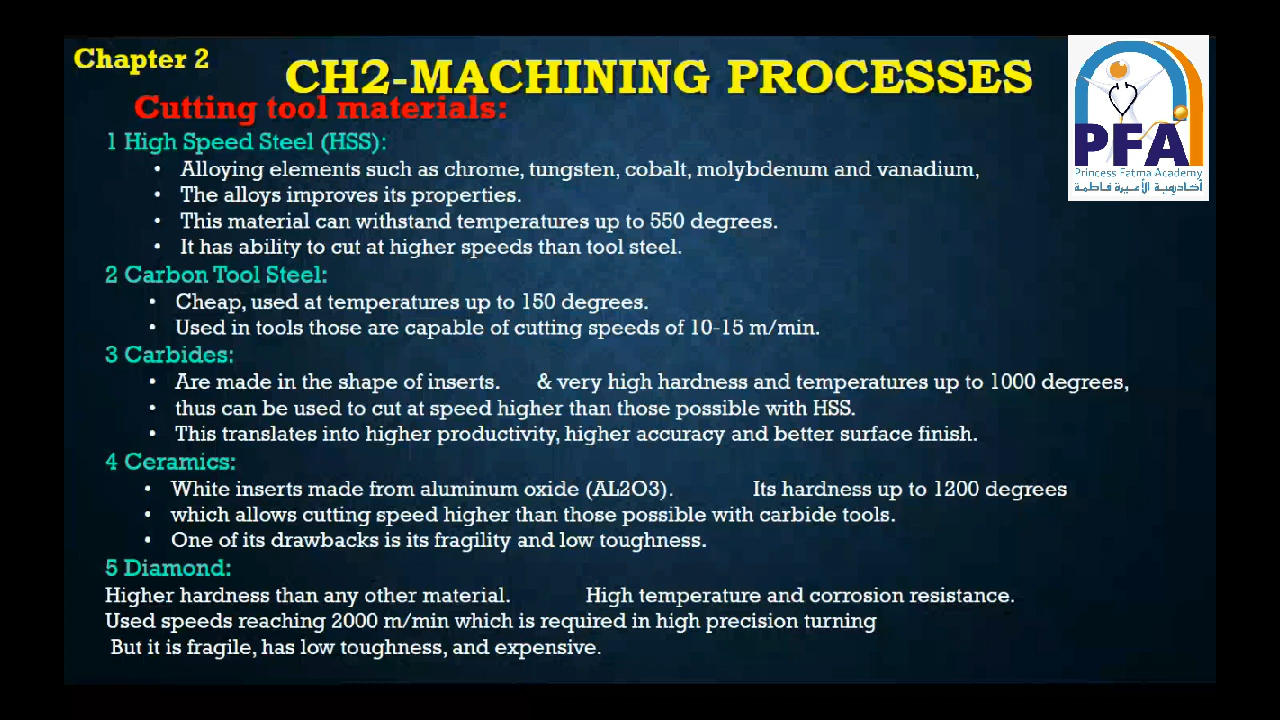 Chapter 2
CH2-MACHINING PROCESSES
Cutting tool materials:
1 High Speed Steel (HSS):
• Alloying elements such as chrome, tungsten, cobalt, molybdenum and vanadium,
• The alloys improves its properties.
• This material can withstand temperatures up to 550 degrees.
• It has ability to cut at higher speeds than tool steel.
2 Carbon Tool Steel:
• Cheap, used at temperatures up to 150 degrees.
• Used in tools those are capable of cutting speeds of 10-15 m/min.
3 Carbides:
• Are made in the shape of inserts. & very high hardness and temperatures up to 1000 degrees,
• thus can be used to cut at speed higher than those possible with HSS.
• This translates into higher productivity, higher accuracy and better surface finish.
4 Ceramics:
• White inserts made from aluminum oxide (AL2O3). Its hardness up to 1200 degrees
• which allows cutting speed higher than those possible with carbide tools.
• One of its drawbacks is its fragility and low toughness.
5 Diamond:
Higher hardness than any other material. High temperature and corrosion resistance.
Used speeds reaching 2000 m/min which is required in high precision turning
But it is fragile, has low toughness, and expensive.
PFA
Princess Fatma Academy
أكاديمية الأميرة فاطمة